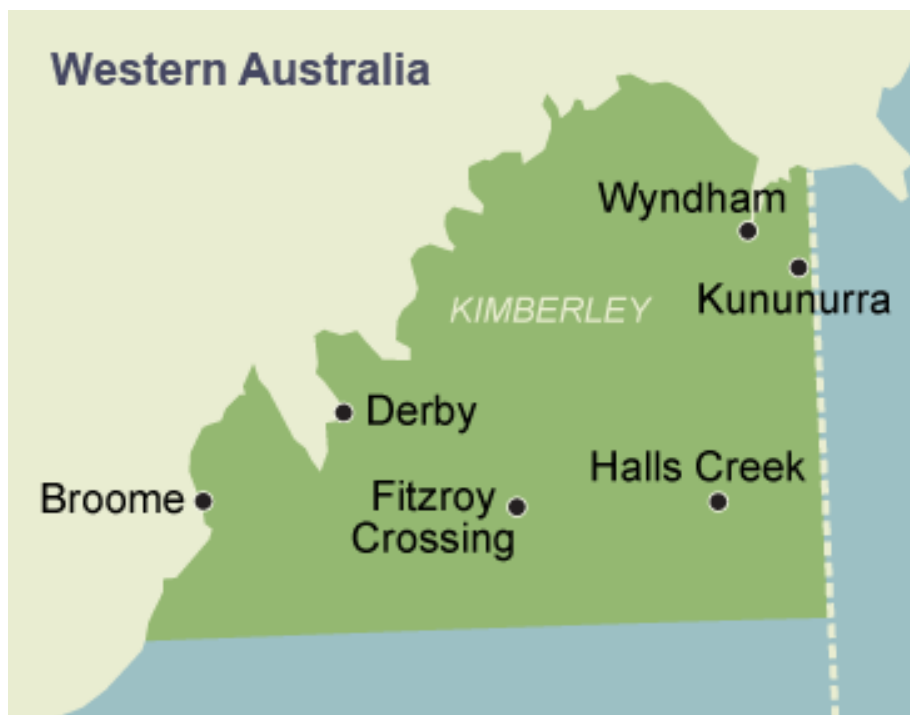 Western Australia
Wyndham
KIMBERLEY
Kununurra
Derby
Halls Creek
Broome
Fitzroy
Crossing